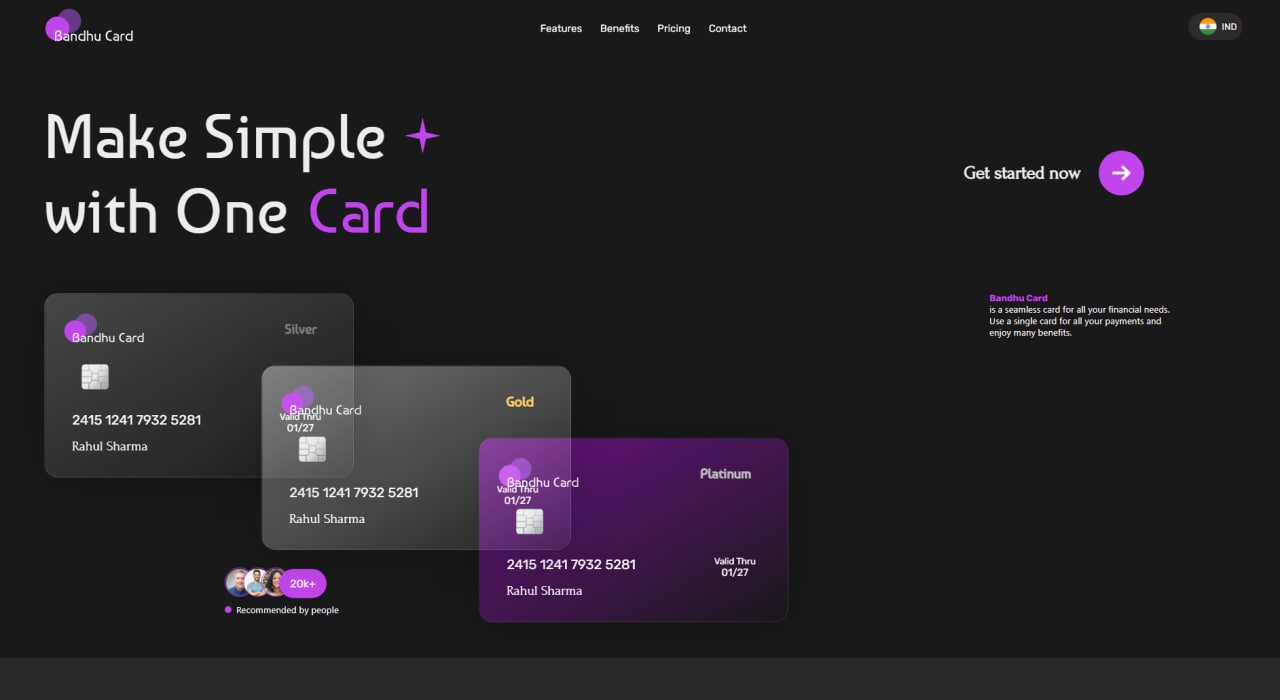 Bandhu Card
Features Benefits Pricing Contact
IND
Make Simple
with One Card
Get started now
Bandhu Card
is a seamless card for all your financial needs.
Use a single card for all your payments and
enjoy many benefits.
Bandhu Card
Silver
2415 1241 7932 5281
Rahul Sharma
Valid Thru
01/27
Bandhu Card
Gold
2415 1241 7932 5281
Rahul Sharma
Valid Thru
01/27
Bandhu Card
Platinum
2415 1241 7932 5281
Rahul Sharma
Valid Thru
01/27
20k+
Recommended by people